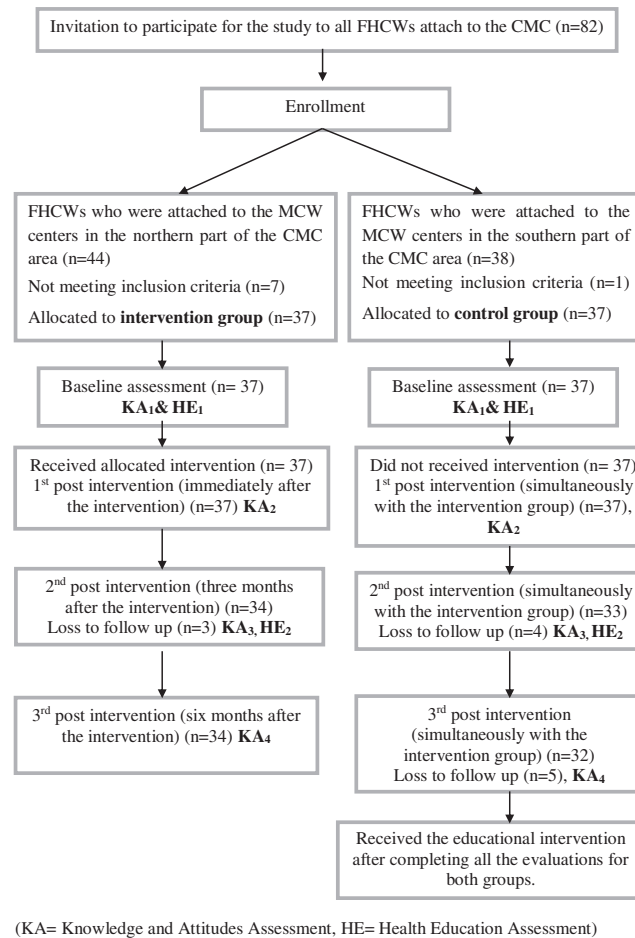 Invitation to participate for the study to all FHCWs attach to the CMC (n=82)
Enrollment
FHCWs who were attached to the MCW
centers in the northern part of the CMC
area (n=44)
Not meeting inclusion criteria (n=7)
Allocated to intervention group (n=37)
FHCWs who were attached to the
MCW centers in the southern part of
the CMC area (n=38)
Not meeting inclusion criteria (n=1)
Allocated to control group (n=37)
Baseline assessment (n= 37)
KA₁& HE₁
Baseline assessment (n= 37)
KA₁& HE₁
Received allocated intervention (n= 37)
1st post intervention (immediately after
the intervention) (n=37) KA₂
Did not received intervention (n= 37)
1st post intervention (simultaneously
with the intervention group) (n=37),
KA₂
2nd post intervention (three months
after the intervention) (n=34)
Loss to follow up (n=3) KA₃, HE₂
2nd post intervention (simultaneously
with the intervention group) (n=33)
Loss to follow up (n=4) KA₃, HE₂
3rd post intervention (six months after
the intervention) (n=34) KA₄
3rd post intervention
(simultaneously with the
intervention group) (n=32)
Loss to follow up (n=5), KA₄
Received the educational intervention
after completing all the evaluations for
both groups.
(KA= Knowledge and Attitudes Assessment, HE= Health Education Assessment)